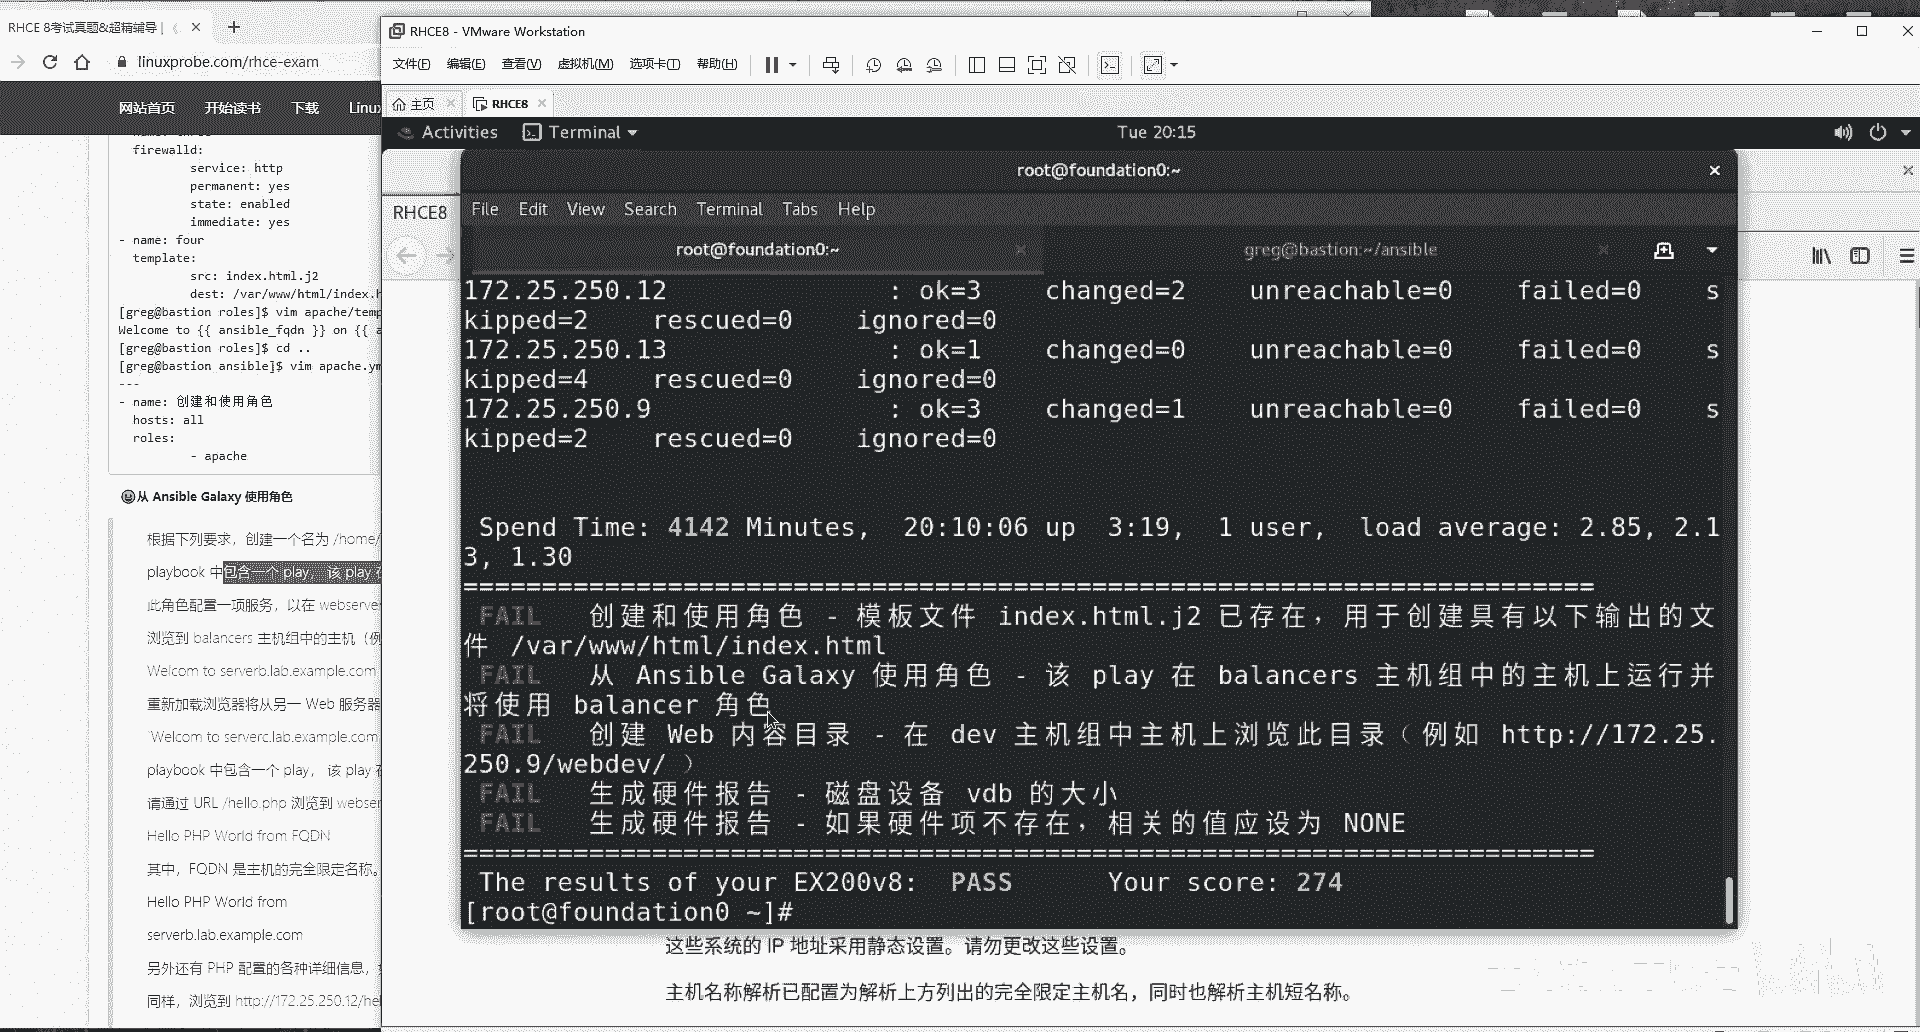 RHCE 8考试真题&超精辅导 |
linuxprobe.com/rhce-exam
网站首页 开始读书 下载 Linux
firewalld:
service: http
permanent: yes
state: enabled
immediate: yes
- name: four
template:
src: index.html.j2
dest: /var/www/html/index.h
[greg@bastion roles]$ vim apache/temp
Welcome to {{ ansible_fqdn }} on {{ a
[greg@bastion roles]$ cd ..
[greg@bastion ansible]$ vim apache.ym
---
- name: 创建和使用角色
hosts: all
roles:
- apache
从 Ansible Galaxy 使用角色
根据下列要求，创建一个名为 /home/
playbook 中包含一个 play， 该 play 在
此角色配置一项服务，以在 webserve
浏览到 balancers 主机组中的主机（例
Welcom to serverb.lab.example.com
重新加载浏览器将从另一 Web 服务器
`Welcom to serverc.lab.example.com
playbook 中包含一个 play， 该 play 在
请通过 URL /hello.php 浏览到 webser
Hello PHP World from FQDN
其中，FQDN 是主机的完全限定名称。
Hello PHP World from
serverb.lab.example.com
另外还有 PHP 配置的各种详细信息，如
同样，浏览到 http://172.25.250.12/hel
RHCE8 - VMware Workstation
文件(F) 编辑(E) 查看(V) 虚拟机(M) 选项卡(T) 帮助(H)
主页 RHCE8
Activities Terminal Tue 20:15
RHCE8
root@foundation0:~
File Edit View Search Terminal Tabs Help
root@foundation0:~ greg@bastion:~/ansible
172.25.250.12 : ok=3 changed=2 unreachable=0 failed=0 s
kipped=2 rescued=0 ignored=0
172.25.250.13 : ok=1 changed=0 unreachable=0 failed=0 s
kipped=4 rescued=0 ignored=0
172.25.250.9 : ok=3 changed=1 unreachable=0 failed=0 s
kipped=2 rescued=0 ignored=0
Spend Time: 4142 Minutes, 20:10:06 up 3:19, 1 user, load average: 2.85, 2.1
3, 1.30
========================================================================
FAIL 创建和使用角色 - 模板文件 index.html.j2 已存在，用于创建具有以下输出的文
件 /var/www/html/index.html
FAIL 从 Ansible Galaxy 使用角色 - 该 play 在 balancers 主机组中的主机上运行并
将使用 balancer 角色
FAIL 创建 Web 内容目录 - 在 dev 主机组中主机上浏览此目录（例如 http://172.25.
250.9/webdev/ ）
FAIL 生成硬件报告 - 磁盘设备 vdb 的大小
FAIL 生成硬件报告 - 如果硬件项不存在，相关的值应设为 NONE
========================================================================
The results of your EX200v8: PASS Your score: 274
[root@foundation0 ~]#
这些系统的 IP 地址采用静态设置。请勿更改这些设置。
主机名称解析已配置为解析上方列出的完全限定主机名，同时也解析主机短名称。